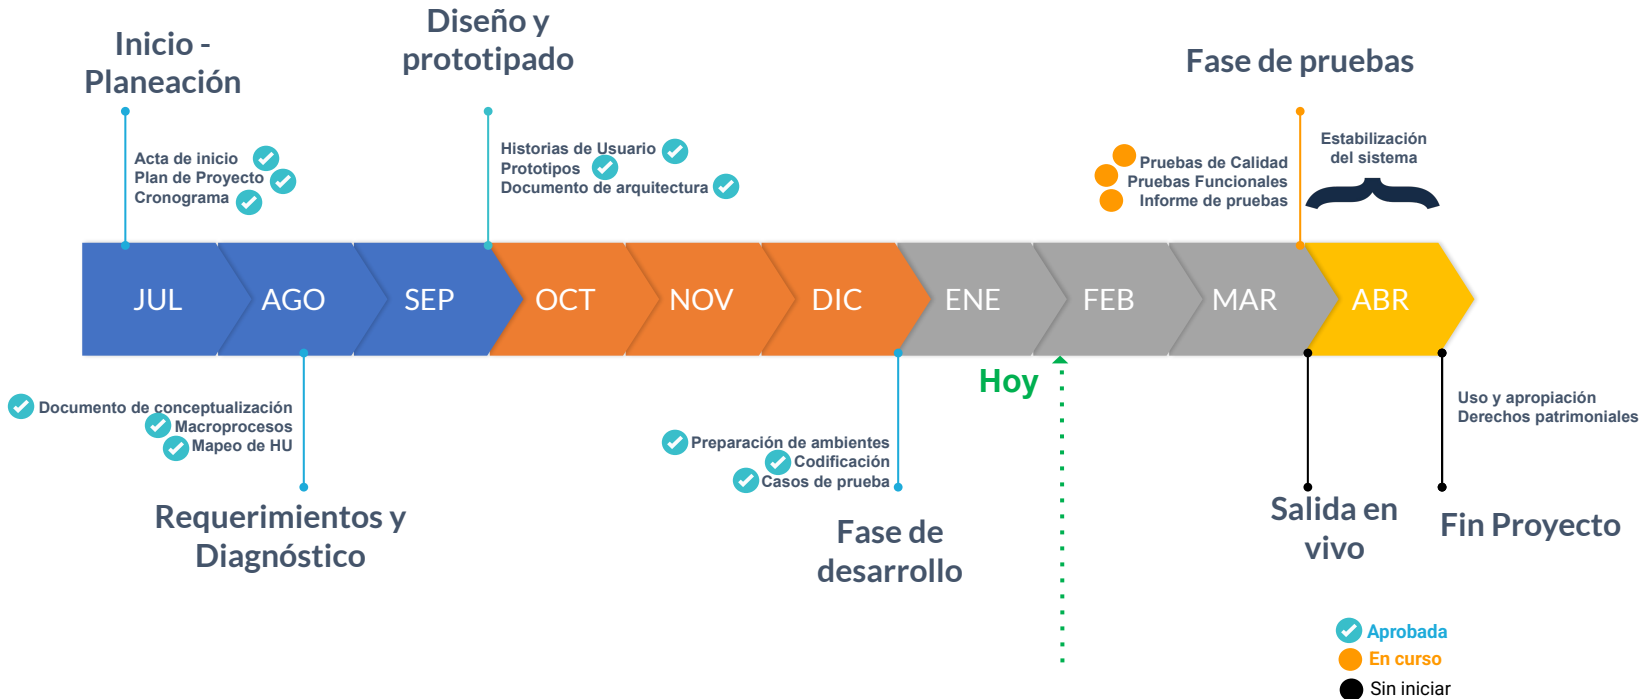 Inicio -
Planeación
Diseño y
prototipado
Fase de pruebas
Acta de inicio
Plan de Proyecto
Cronograma
Historias de Usuario
Prototipos
Documento de arquitectura
Pruebas de Calidad
Pruebas Funcionales
Informe de pruebas
Estabilización
del sistema
JUL
AGO
SEP
OCT
NOV
DIC
ENE
FEB
MAR
ABR
Hoy
Documento de conceptualización
Macroprocesos
Mapeo de HU
Preparación de ambientes
Codificación
Casos de prueba
Uso y apropiación
Derechos patrimoniales
Requerimientos y
Diagnóstico
Fase de
desarrollo
Salida en
vivo
Fin Proyecto
Aprobada
En curso
Sin iniciar